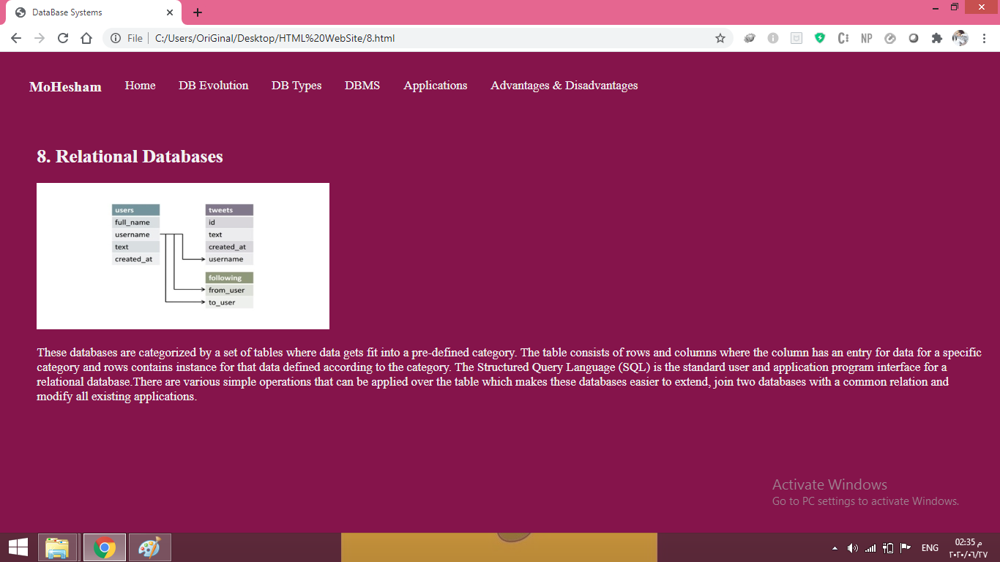 DataBase Systems
File
C:/Users/OriGinal/Desktop/HTML%20WebSite/8.html
NP
MoHesham Home DB Evolution DB Types DBMS Applications Advantages & Disadvantages
8. Relational Databases
users
full_name
username
text
created_at
tweets
id
text
created_at
username
following
from_user
to_user
These databases are categorized by a set of tables where data gets fit into a pre-defined category. The table consists of rows and columns where the column has an entry for data for a specific
category and rows contains instance for that data defined according to the category. The Structured Query Language (SQL) is the standard user and application program interface for a
relational database.There are various simple operations that can be applied over the table which makes these databases easier to extend, join two databases with a common relation and
modify all existing applications.
Activate Windows
Go to PC settings to activate Windows.
ENG
02:35 م
٢٠٢٠/٠٦/٢٧